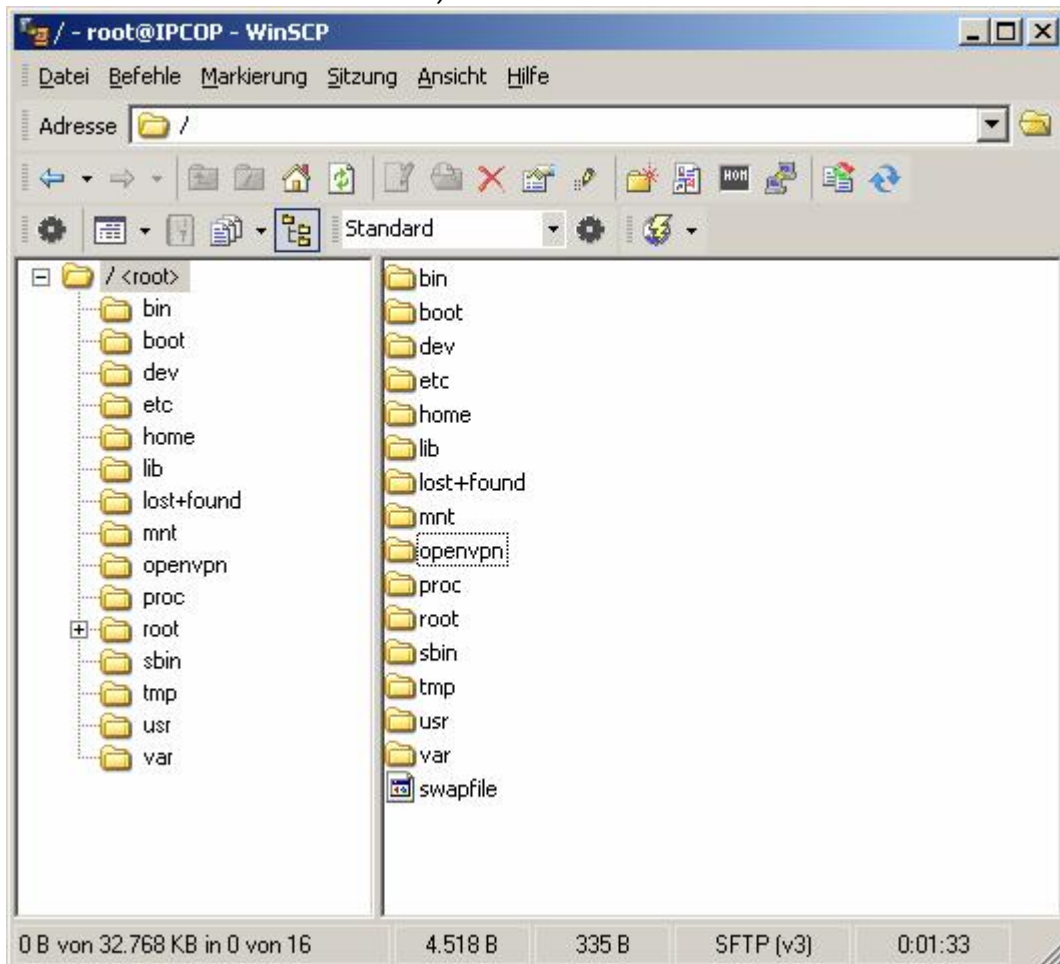 / - root@IPCOP - WinSCP
Datei Befehle Markierung Sitzung Ansicht Hilfe
Adresse /
Standard
/ <root>
bin
boot
dev
etc
home
lib
lost+found
mnt
openvpn
proc
root
sbin
tmp
usr
var
bin
boot
dev
etc
home
lib
lost+found
mnt
openvpn
proc
root
sbin
tmp
usr
var
swapfile
0 B von 32.768 KB in 0 von 16 4.518 B 335 B SFTP (v3) 0:01:33